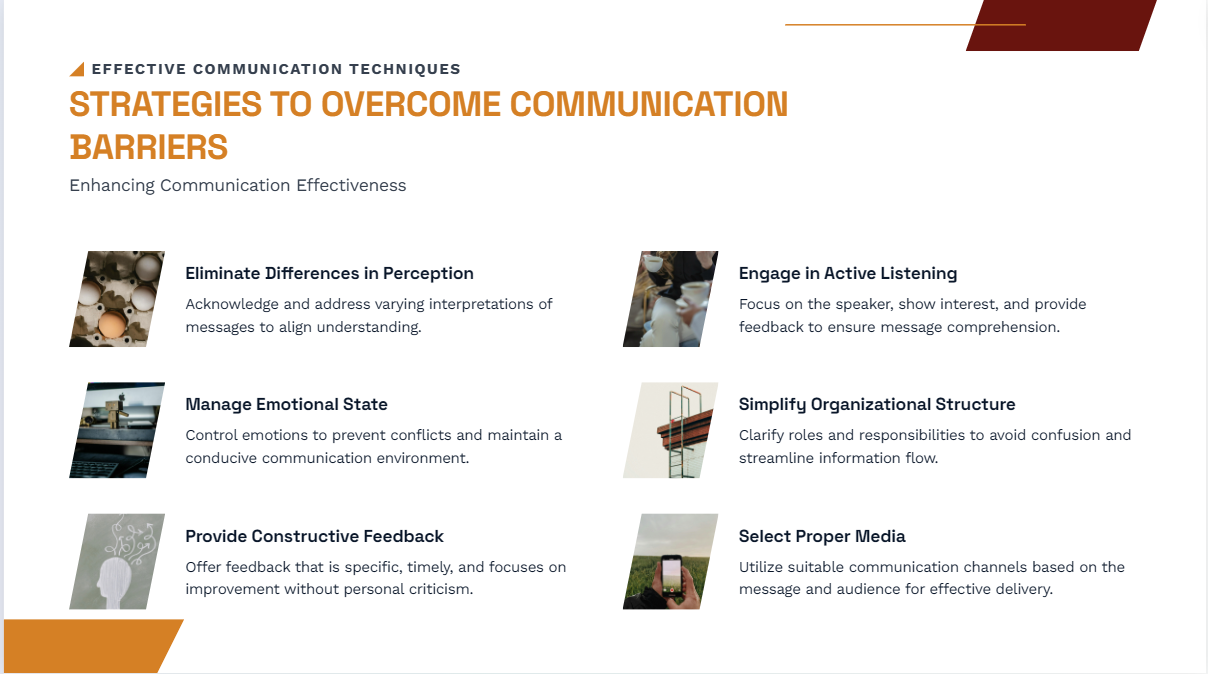 EFFECTIVE COMMUNICATION TECHNIQUES
STRATEGIES TO OVERCOME COMMUNICATION
BARRIERS
Enhancing Communication Effectiveness
Eliminate Differences in Perception
Acknowledge and address varying interpretations of
messages to align understanding.
Engage in Active Listening
Focus on the speaker, show interest, and provide
feedback to ensure message comprehension.
Manage Emotional State
Control emotions to prevent conflicts and maintain a
conducive communication environment.
Simplify Organizational Structure
Clarify roles and responsibilities to avoid confusion and
streamline information flow.
Provide Constructive Feedback
Offer feedback that is specific, timely, and focuses on
improvement without personal criticism.
Select Proper Media
Utilize suitable communication channels based on the
message and audience for effective delivery.